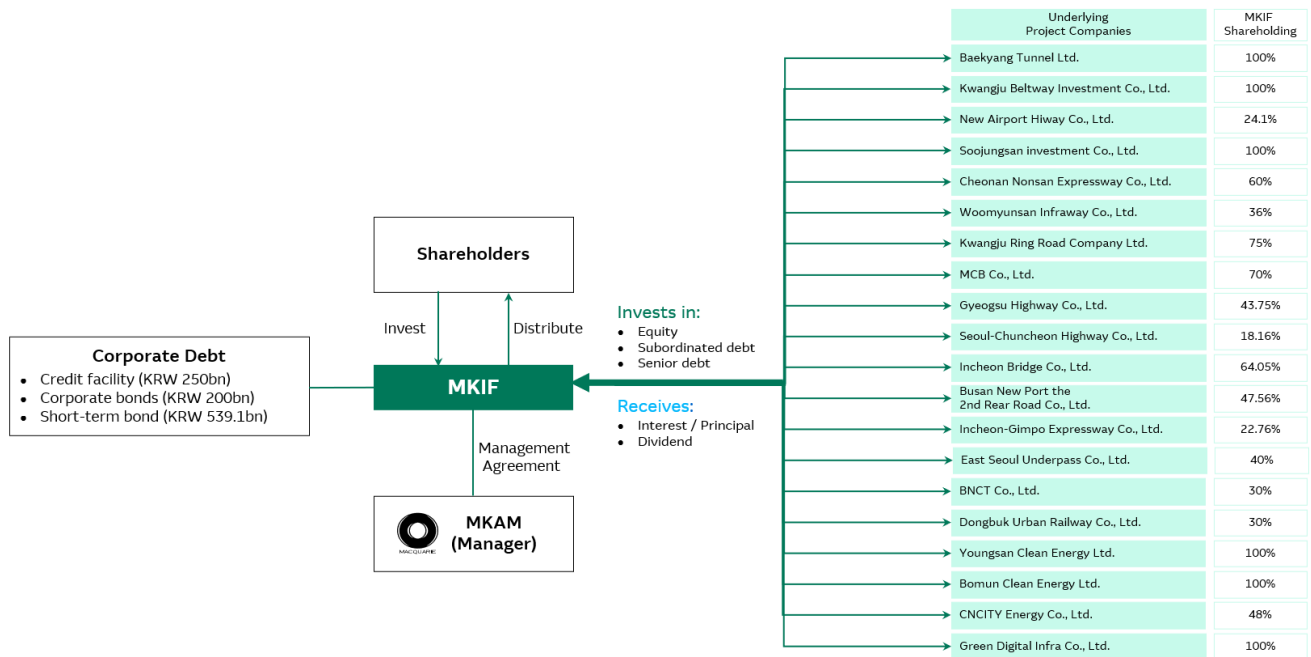 Shareholders
Invest
Distribute
Corporate Debt
• Credit facility (KRW 250bn)
• Corporate bonds (KRW 200bn)
• Short-term bond (KRW 539.1bn)
MKIF
Management
Agreement
MACQUARIE
MKAM
(Manager)
Invests in:
• Equity
• Subordinated debt
• Senior debt
Receives:
• Interest / Principal
• Dividend
Underlying
Project Companies
MKIF
Shareholding
Baekyang Tunnel Ltd. 100%
Kwangju Beltway Investment Co., Ltd. 100%
New Airport Hiway Co., Ltd. 24.1%
Soojungsan investment Co., Ltd. 100%
Cheonan Nonsan Expressway Co., Ltd. 60%
Woomyunsan Infraway Co., Ltd. 36%
Kwangju Ring Road Company Ltd. 75%
MCB Co., Ltd. 70%
Gyeogsu Highway Co., Ltd. 43.75%
Seoul-Chuncheon Highway Co., Ltd. 18.16%
Incheon Bridge Co., Ltd. 64.05%
Busan New Port the
2nd Rear Road Co., Ltd. 47.56%
Incheon-Gimpo Expressway Co., Ltd. 22.76%
East Seoul Underpass Co., Ltd. 40%
BNCT Co., Ltd. 30%
Dongbuk Urban Railway Co., Ltd. 30%
Youngsan Clean Energy Ltd. 100%
Bomun Clean Energy Ltd. 100%
CNCITY Energy Co., Ltd. 48%
Green Digital Infra Co., Ltd. 100%